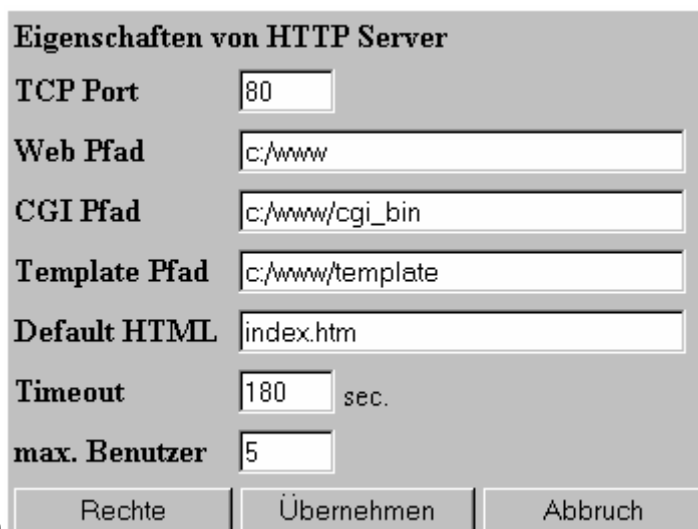 Eigenschaften von HTTP Server
TCP Port 80
Web Pfad c:/www
CGI Pfad c:/www/cgi_bin
Template Pfad c:/www/template
Default HTML index.htm
Timeout 180 sec.
max. Benutzer 5
Rechte Übernehmen Abbruch